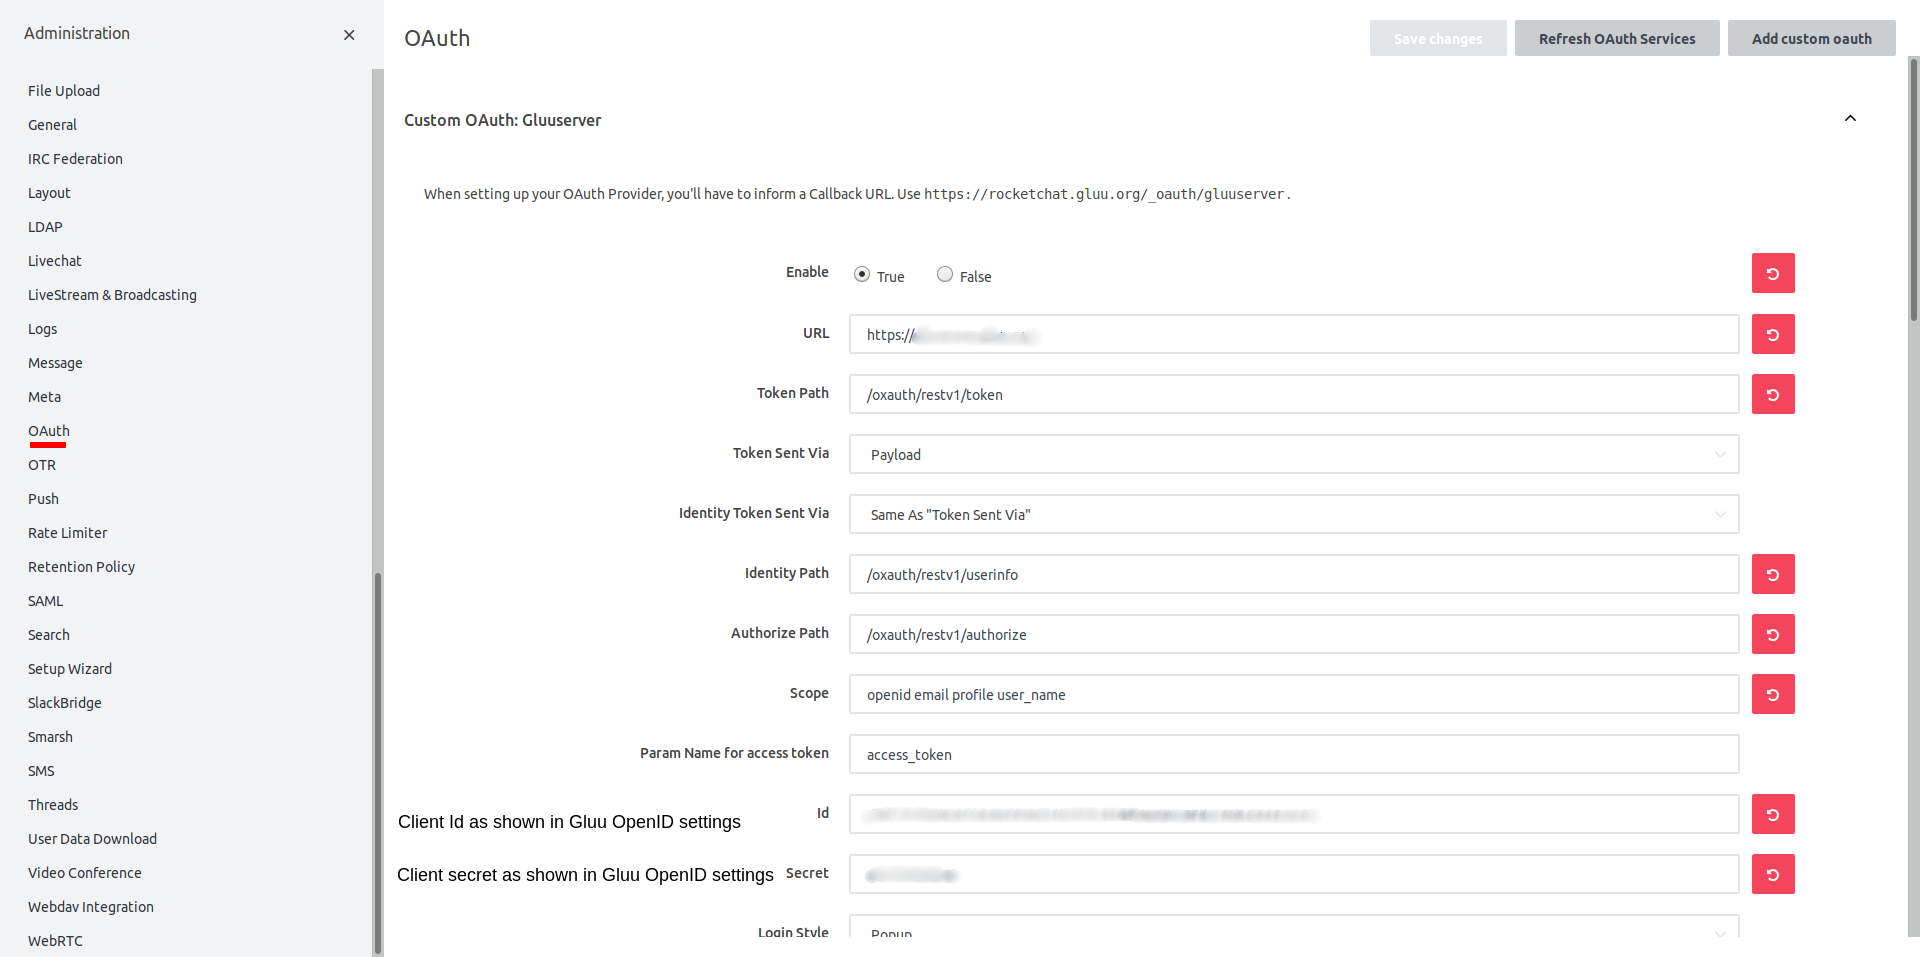 Administration
File Upload
General
IRC Federation
Layout
LDAP
Livechat
LiveStream & Broadcasting
Logs
Message
Meta
OAuth
OTR
Push
Rate Limiter
Retention Policy
SAML
Search
Setup Wizard
SlackBridge
Smarsh
SMS
Threads
User Data Download
Video Conference
Webdav Integration
WebRTC
OAuth
Save changes
Refresh OAuth Services
Add custom oauth
Custom OAuth: Gluuserver
When setting up your OAuth Provider, you'll have to inform a Callback URL. Use https://rocketchat.gluu.org/_oauth/gluuserver.
Enable
True
False
URL
https://
Token Path
/oxauth/restv1/token
Token Sent Via
Payload
Identity Token Sent Via
Same As "Token Sent Via"
Identity Path
/oxauth/restv1/userinfo
Authorize Path
/oxauth/restv1/authorize
Scope
openid email profile user_name
Param Name for access token
access_token
Client Id as shown in Gluu OpenID settings
Id
Client secret as shown in Gluu OpenID settings
Secret
Login Style
Popup